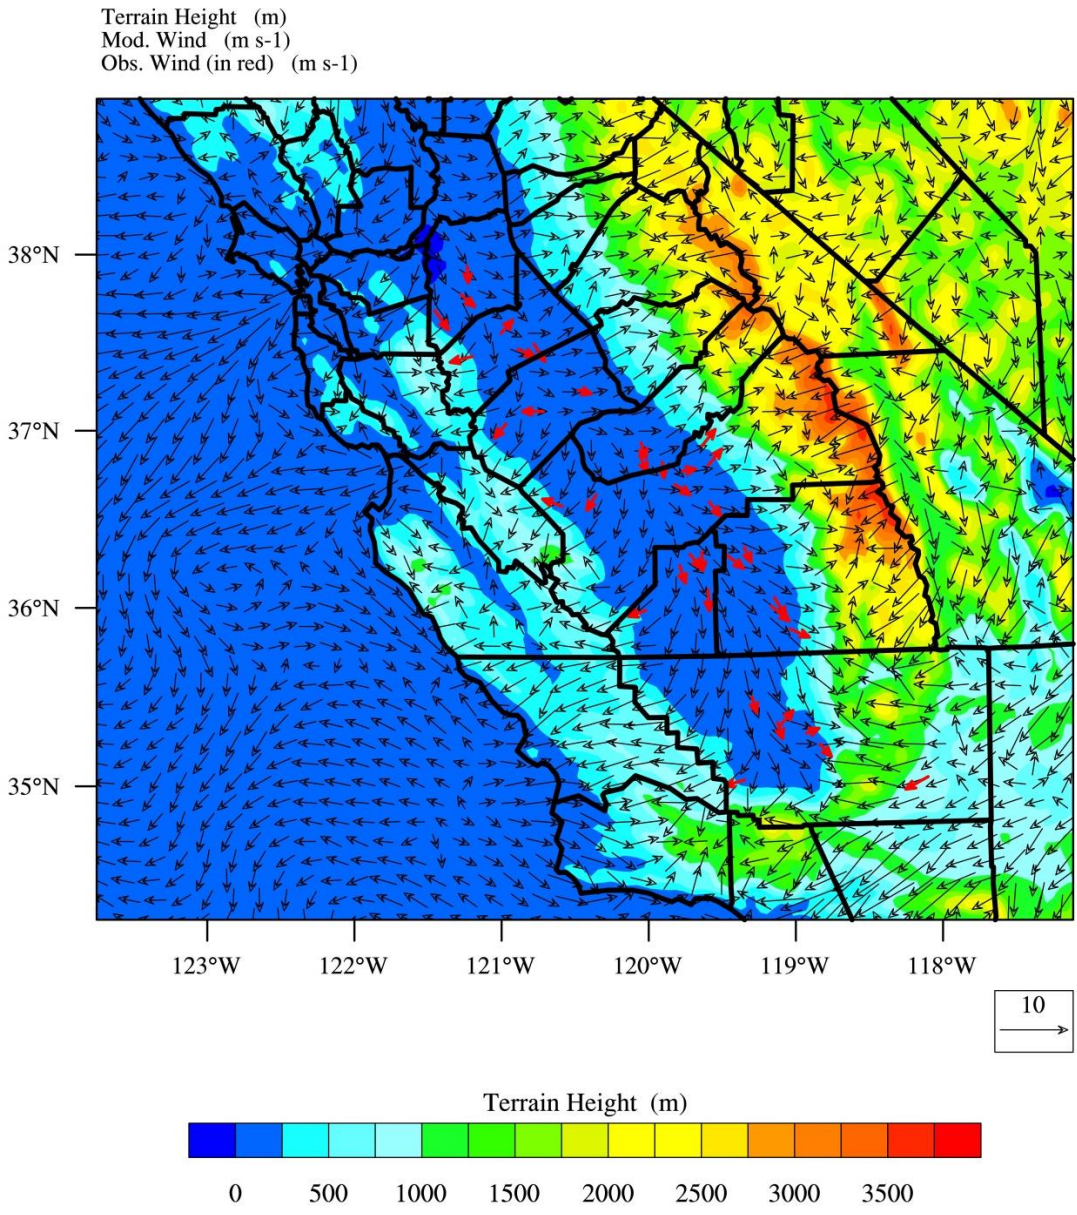 Terrain Height (m)
Mod. Wind (m s-1)
Obs. Wind (in red) (m s-1)
38°N
37°N
36°N
35°N
123°W 122°W 121°W 120°W 119°W 118°W
10
Terrain Height (m)
0 500 1000 1500 2000 2500 3000 3500